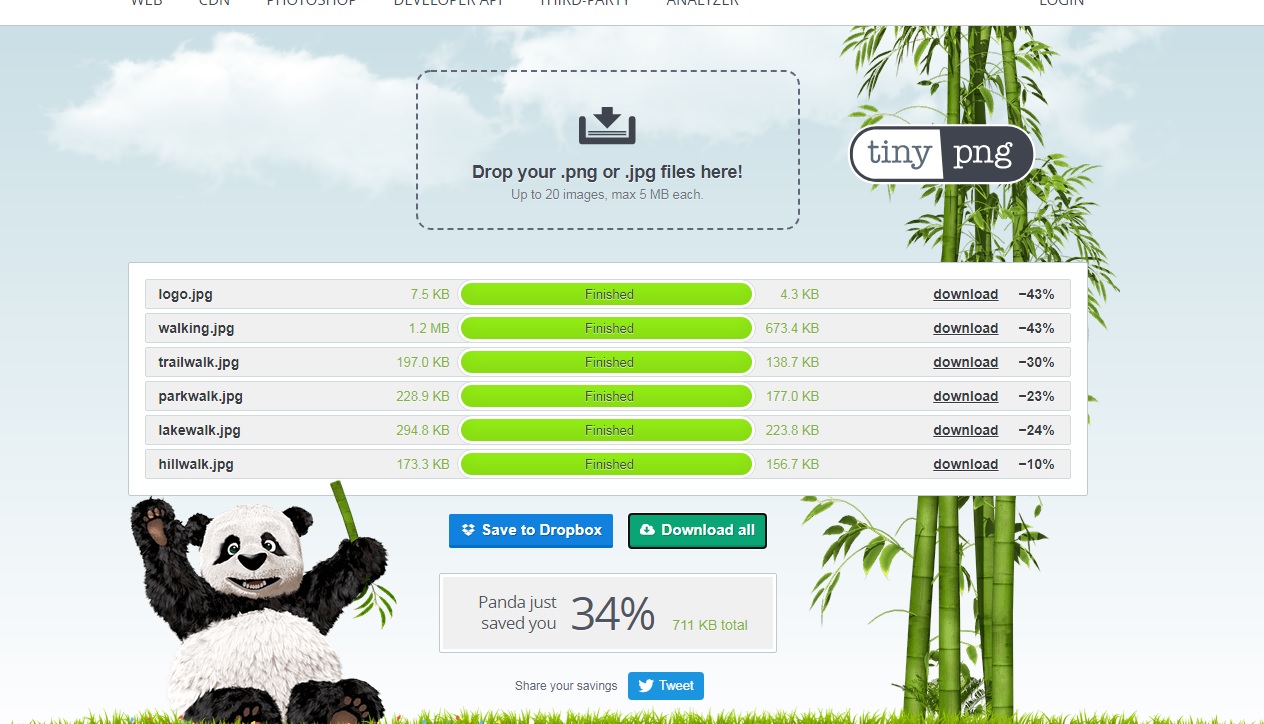 WEB CDN PHOTOSHOP DEVELOPER API THIRD-PARTY ANALYZER LOGIN
Drop your .png or .jpg files here!
Up to 20 images, max 5 MB each.
tiny png
logo.jpg 7.5 KB Finished 4.3 KB download −43%
walking.jpg 1.2 MB Finished 673.4 KB download −43%
trailwalk.jpg 197.0 KB Finished 138.7 KB download −30%
parkwalk.jpg 228.9 KB Finished 177.0 KB download −23%
lakewalk.jpg 294.8 KB Finished 223.8 KB download −24%
hillwalk.jpg 173.3 KB Finished 156.7 KB download −10%
Save to Dropbox Download all
Panda just
saved you 34% 711 KB total
Share your savings Tweet